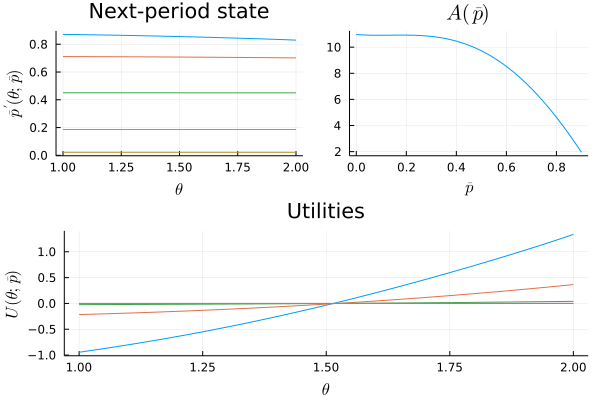 Next-period state
p̄′(θ; p̄)
0.8
0.6
0.4
0.2
0.0
1.00 1.25 1.50 1.75 2.00
θ
A(p̄)
10
8
6
4
2
0.0 0.2 0.4 0.6 0.8
p̄
Utilities
U(θ; p̄)
1.0
0.5
0.0
−0.5
−1.0
1.00 1.25 1.50 1.75 2.00
θ